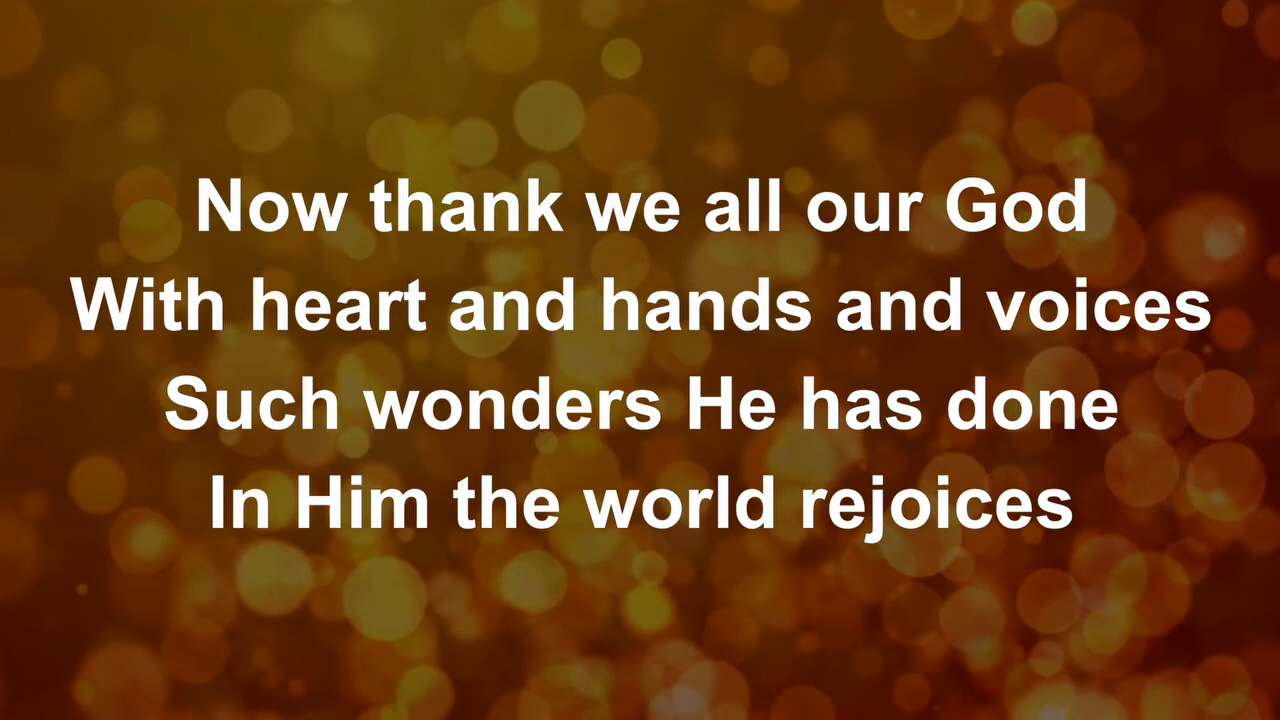 Now thank we all our God
With heart and hands and voices
Such wonders He has done
In Him the world rejoices